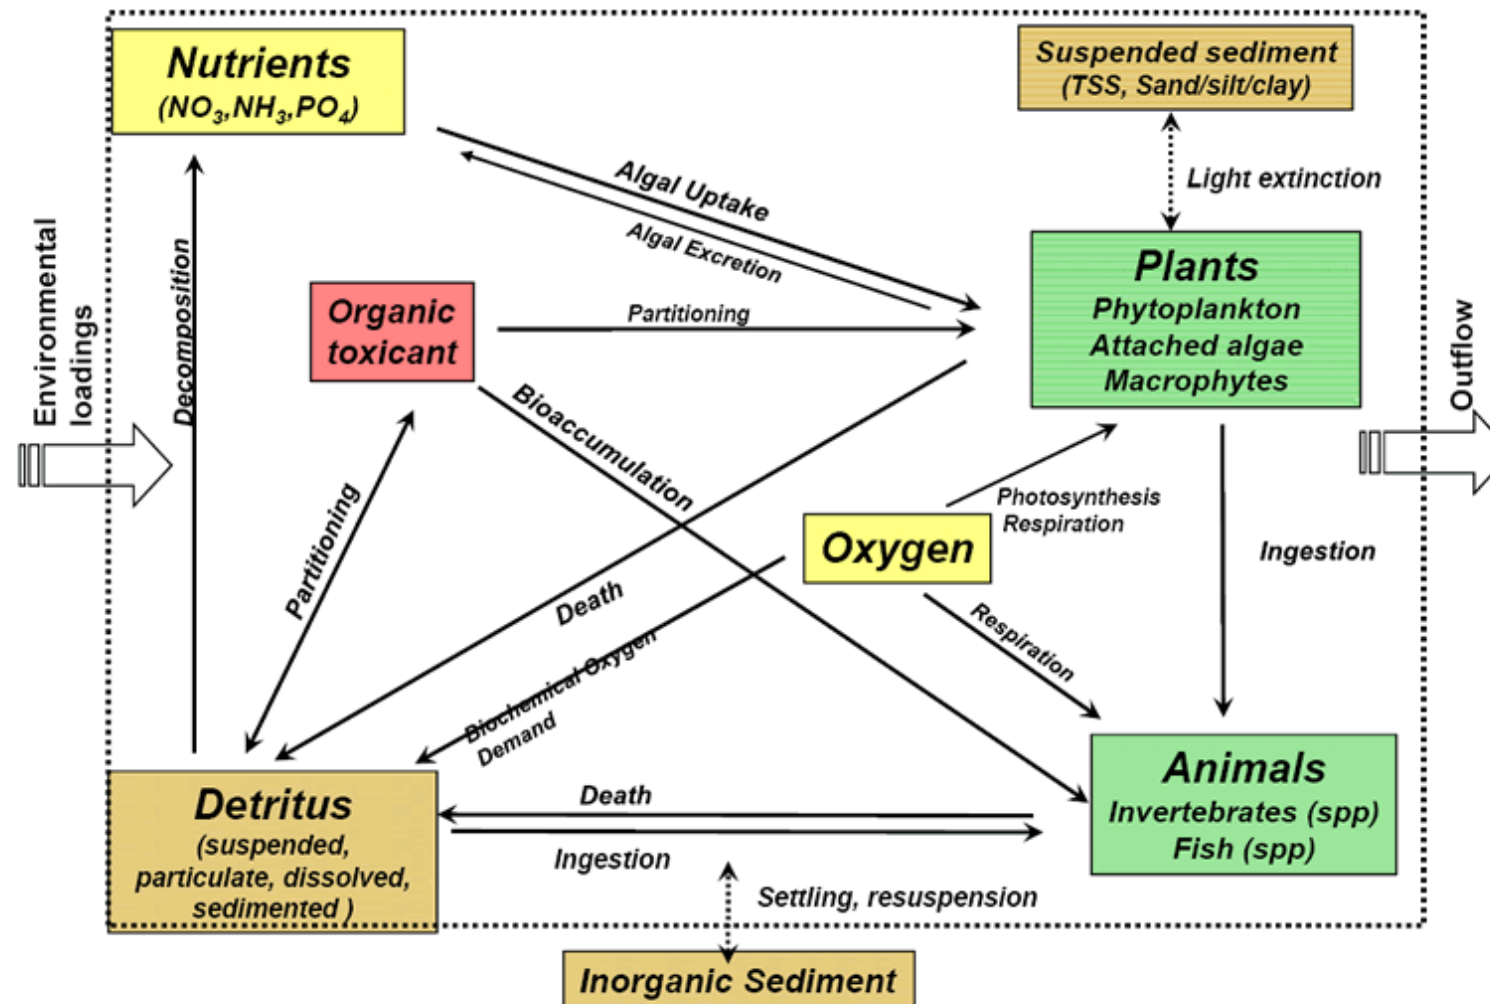 Nutrients
(NO₃,NH₃,PO₄)
Suspended sediment
(TSS, Sand/silt/clay)
Light extinction
Algal Uptake
Algal Excretion
Plants
Phytoplankton
Attached algae
Macrophytes
Environmental
loadings
Decomposition
Organic
toxicant
Partitioning
Outflow
Bioaccumulation
Partitioning
Photosynthesis
Respiration
Oxygen
Ingestion
Death
Respiration
Biochemical Oxygen
Demand
Detritus
(suspended,
particulate, dissolved,
sedimented )
Death
Ingestion
Animals
Invertebrates (spp)
Fish (spp)
Settling, resuspension
Inorganic Sediment